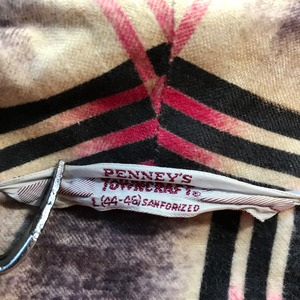 PENNEY'S
TOWNCRAFT®
L (44-46) SANFORIZED